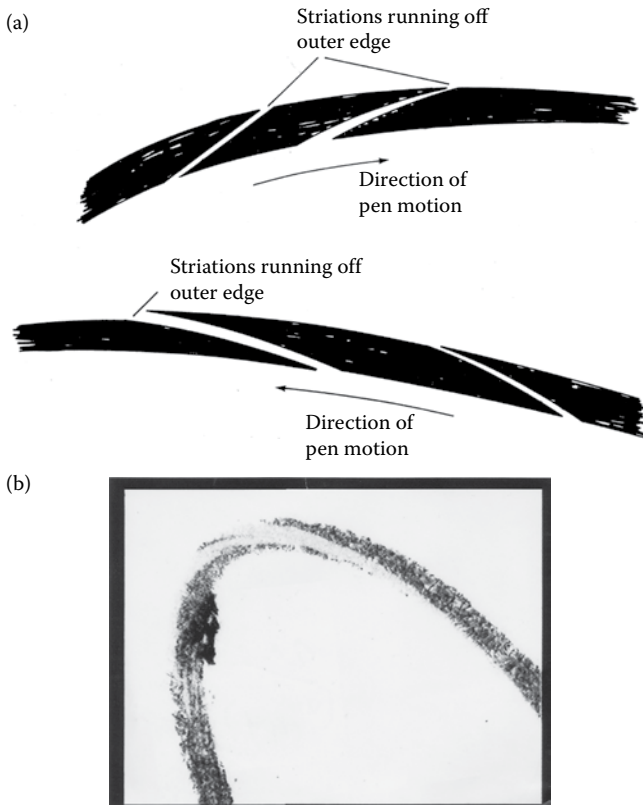 (a)
Striations running off
outer edge
Direction of
pen motion
Striations running off
outer edge
Direction of
pen motion
(b)